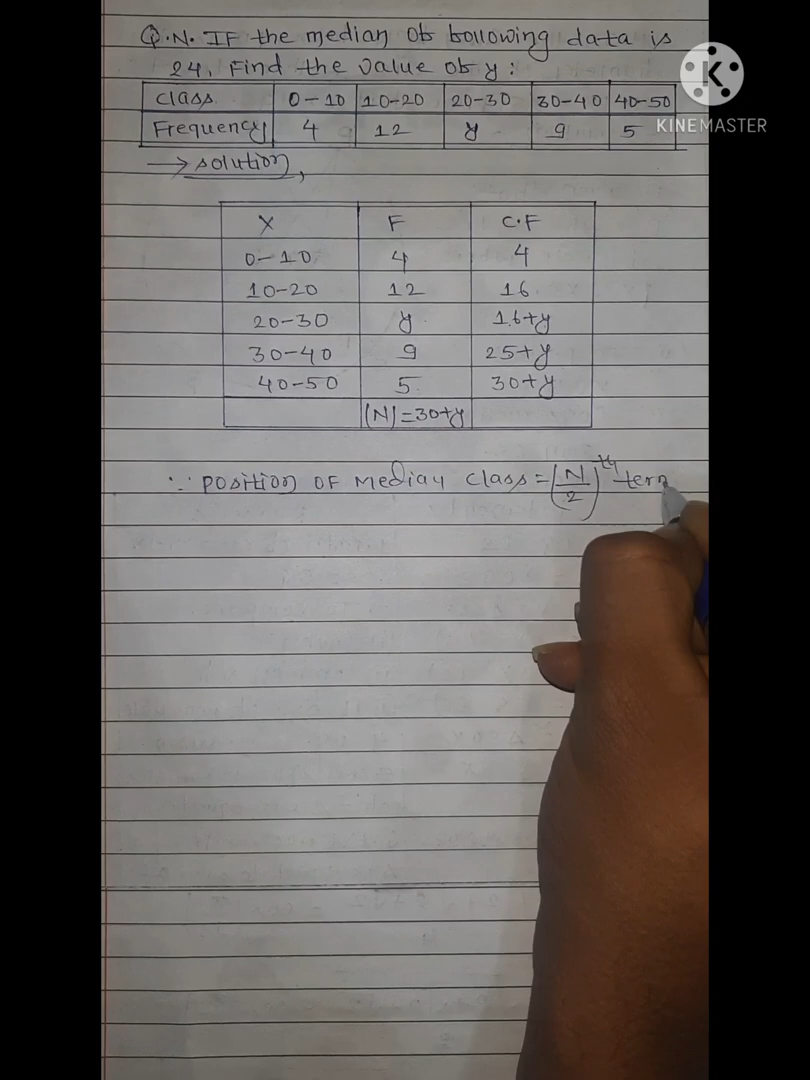 Q.N. IF the median of following data is
24, Find the value of y:
Class 0-10 10-20 20-30 30-40 40-50
Frequency 4 12 y 9 5
KINEMASTER
→ solution,
X F C.F
0-10 4 4
10-20 12 16
20-30 y 16+y
30-40 9 25+y
40-50 5 30+y
(N)=30+y
∵ position of median class = (N/2)^th term